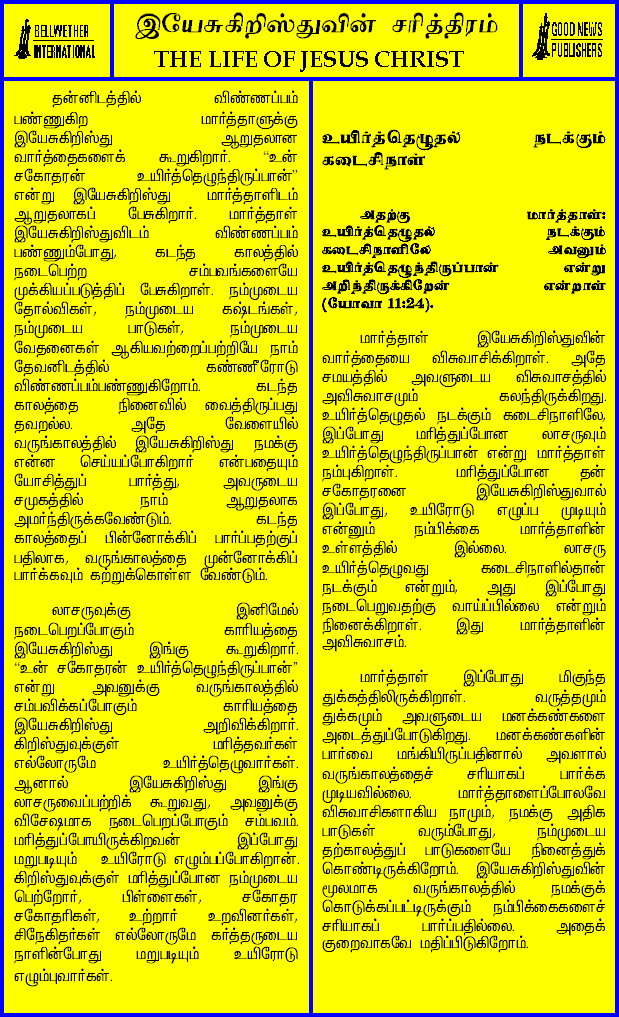 BELLWETHER
INTERNATIONAL
இயேசுகிறிஸ்துவின் சரித்திரம்
THE LIFE OF JESUS CHRIST
GOOD NEWS
PUBLISHERS
தன்னிடத்தில் விண்ணப்பம்
பண்ணுகிற மார்த்தாளுக்கு
இயேசுகிறிஸ்து ஆறுதலான
வார்த்தைகளைக் கூறுகிறார். “உன்
சகோதரன் உயிர்த்தெழுந்திருப்பான்”
என்று இயேசுகிறிஸ்து மார்த்தாளிடம்
ஆறுதலாகப் பேசுகிறார். மார்த்தாள்
இயேசுகிறிஸ்துவிடம் விண்ணப்பம்
பண்ணும்போது, கடந்த காலத்தில்
நடைபெற்ற சம்பவங்களையே
முக்கியப்படுத்திப் பேசுகிறாள். நம்முடைய
தோல்விகள், நம்முடைய கஷ்டங்கள்,
நம்முடைய பாடுகள், நம்முடைய
வேதனைகள் ஆகியவற்றைப்பற்றியே நாம்
தேவனிடத்தில் கண்ணீரோடு
விண்ணப்பம்பண்ணுகிறோம். கடந்த
காலத்தை நினைவில் வைத்திருப்பது
தவறல்ல. அதே வேளையில்
வருங்காலத்தில் இயேசுகிறிஸ்து நமக்கு
என்ன செய்யப்போகிறார் என்பதையும்
யோசித்துப் பார்த்து, அவருடைய
சமுகத்தில் நாம் ஆறுதலாக
அமர்ந்திருக்கவேண்டும். கடந்த
காலத்தைப் பின்னோக்கிப் பார்ப்பதற்குப்
பதிலாக, வருங்காலத்தை முன்னோக்கிப்
பார்க்கவும் கற்றுக்கொள்ள வேண்டும்.
லாசருவுக்கு இனிமேல்
நடைபெறப்போகும் காரியத்தை
இயேசுகிறிஸ்து இங்கு கூறுகிறார்.
“உன் சகோதரன் உயிர்த்தெழுந்திருப்பான்”
என்று அவனுக்கு வருங்காலத்தில்
சம்பவிக்கப்போகும் காரியத்தை
இயேசுகிறிஸ்து அறிவிக்கிறார்.
கிறிஸ்துவுக்குள் மரித்தவர்கள்
எல்லோருமே உயிர்த்தெழுவார்கள்.
ஆனால் இயேசுகிறிஸ்து இங்கு
லாசருவைப்பற்றிக் கூறுவது, அவனுக்கு
விசேஷமாக நடைபெறப்போகும் சம்பவம்.
மரித்துப்போயிருக்கிறவன் இப்போது
மறுபடியும் உயிரோடு எழும்பப்போகிறான்.
கிறிஸ்துவுக்குள் மரித்துப்போன நம்முடைய
பெற்றோர், பிள்ளைகள், சகோதர
சகோதரிகள், உற்றார் உறவினர்கள்,
சிநேகிதர்கள் எல்லோருமே கர்த்தருடைய
நாளின்போது மறுபடியும் உயிரோடு
எழும்புவார்கள்.
உயிர்த்தெழுதல் நடக்கும்
கடைசிநாள்
அதற்கு மார்த்தாள்:
உயிர்த்தெழுதல் நடக்கும்
கடைசிநாளிலே அவனும்
உயிர்த்தெழுந்திருப்பான் என்று
அறிந்திருக்கிறேன் என்றாள்
(யோவா 11:24).
மார்த்தாள் இயேசுகிறிஸ்துவின்
வார்த்தையை விசுவாசிக்கிறாள். அதே
சமயத்தில் அவளுடைய விசுவாசத்தில்
அவிசுவாசமும் கலந்திருக்கிறது.
உயிர்த்தெழுதல் நடக்கும் கடைசிநாளிலே,
இப்போது மரித்துப்போன லாசருவும்
உயிர்த்தெழுந்திருப்பான் என்று மார்த்தாள்
நம்புகிறாள். மரித்துப்போன தன்
சகோதரனை இயேசுகிறிஸ்துவால்
இப்போது, உயிரோடு எழுப்ப முடியும்
என்னும் நம்பிக்கை மார்த்தாளின்
உள்ளத்தில் இல்லை. லாசரு
உயிர்த்தெழுவது கடைசிநாளில்தான்
நடக்கும் என்றும், அது இப்போது
நடைபெறுவதற்கு வாய்ப்பில்லை என்றும்
நினைக்கிறாள். இது மார்த்தாளின்
அவிசுவாசம்.
மார்த்தாள் இப்போது மிகுந்த
துக்கத்திலிருக்கிறாள். வருத்தமும்
துக்கமும் அவளுடைய மனக்கண்களை
அடைத்துப்போடுகிறது. மனக்கண்களின்
பார்வை மங்கியிருப்பதினால் அவளால்
வருங்காலத்தைச் சரியாகப் பார்க்க
முடியவில்லை. மார்த்தாளைப்போலவே
விசுவாசிகளாகிய நாமும், நமக்கு அதிக
பாடுகள் வரும்போது, நம்முடைய
தற்காலத்துப் பாடுகளையே நினைத்துக்
கொண்டிருக்கிறோம். இயேசுகிறிஸ்துவின்
மூலமாக வருங்காலத்தில் நமக்குக்
கொடுக்கப்பட்டிருக்கும் நம்பிக்கைகளைச்
சரியாகப் பார்ப்பதில்லை. அதைக்
குறைவாகவே மதிப்பிடுகிறோம்.